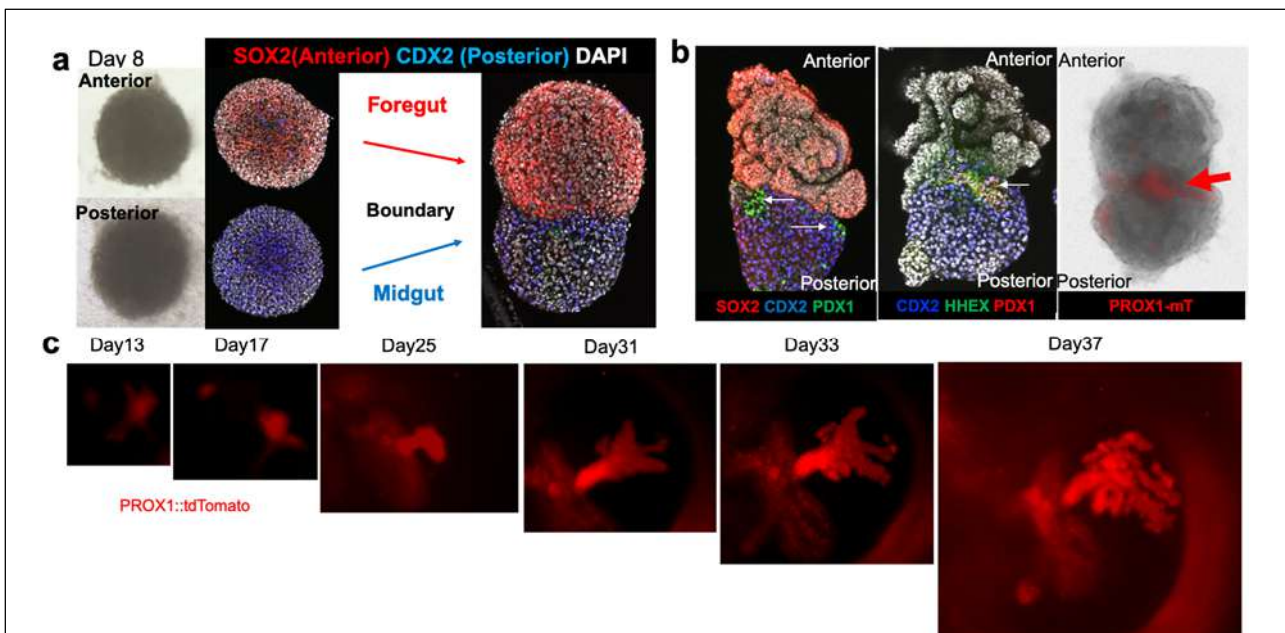 a
Day 8
Anterior
Posterior
SOX2(Anterior) CDX2 (Posterior) DAPI
Foregut
Boundary
Midgut
b
Anterior
Posterior
SOX2 CDX2 PDX1
Anterior
Posterior
CDX2 HHEX PDX1
Anterior
Posterior
PROX1-mT
c
Day13
Day17
Day25
Day31
Day33
Day37
PROX1::tdTomato